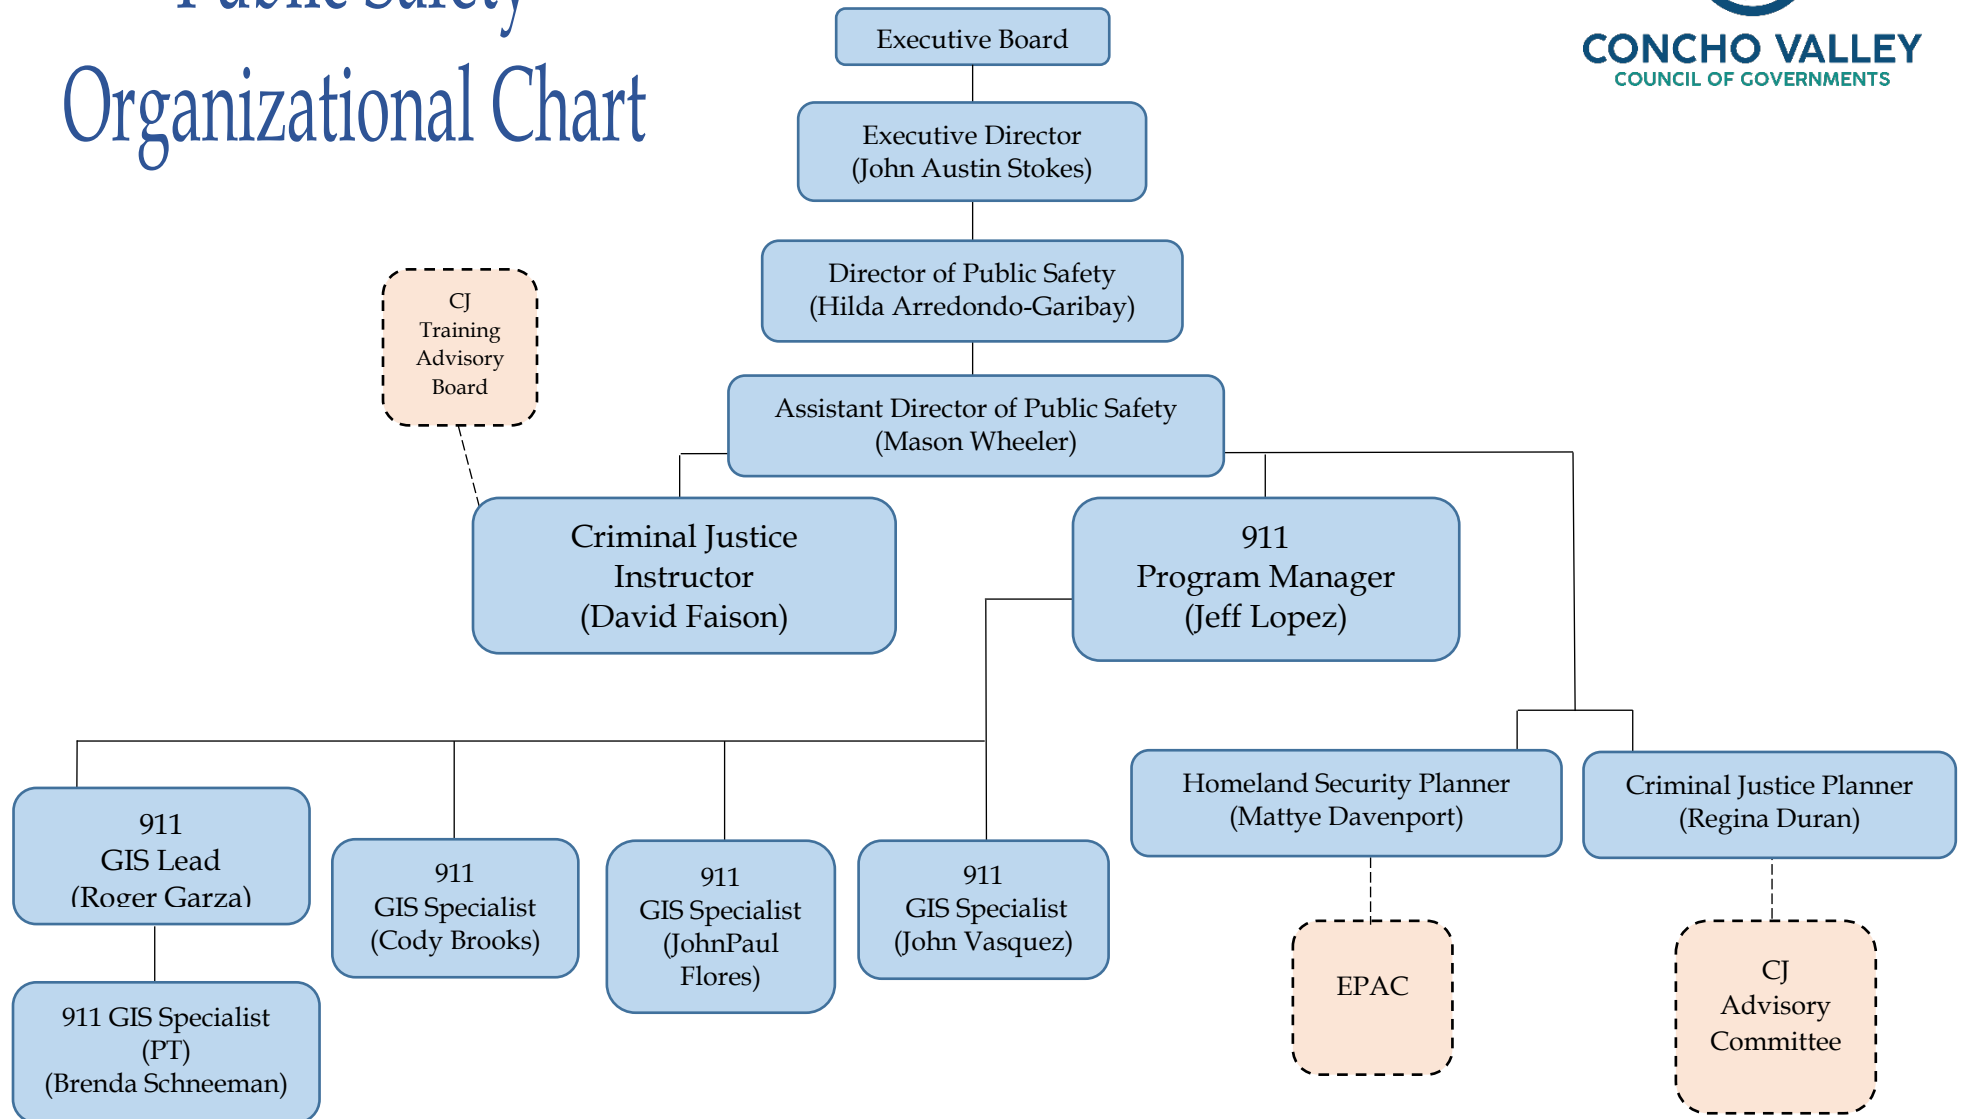 Public Safety
Organizational Chart
CONCHO VALLEY
COUNCIL OF GOVERNMENTS
Executive Board
Executive Director
(John Austin Stokes)
Director of Public Safety
(Hilda Arredondo-Garibay)
CJ
Training
Advisory
Board
Assistant Director of Public Safety
(Mason Wheeler)
Criminal Justice
Instructor
(David Faison)
911
Program Manager
(Jeff Lopez)
911
GIS Lead
(Roger Garza)
911
GIS Specialist
(Cody Brooks)
911
GIS Specialist
(JohnPaul
Flores)
911
GIS Specialist
(John Vasquez)
Homeland Security Planner
(Mattye Davenport)
Criminal Justice Planner
(Regina Duran)
911 GIS Specialist
(PT)
(Brenda Schneeman)
EPAC
CJ
Advisory
Committee